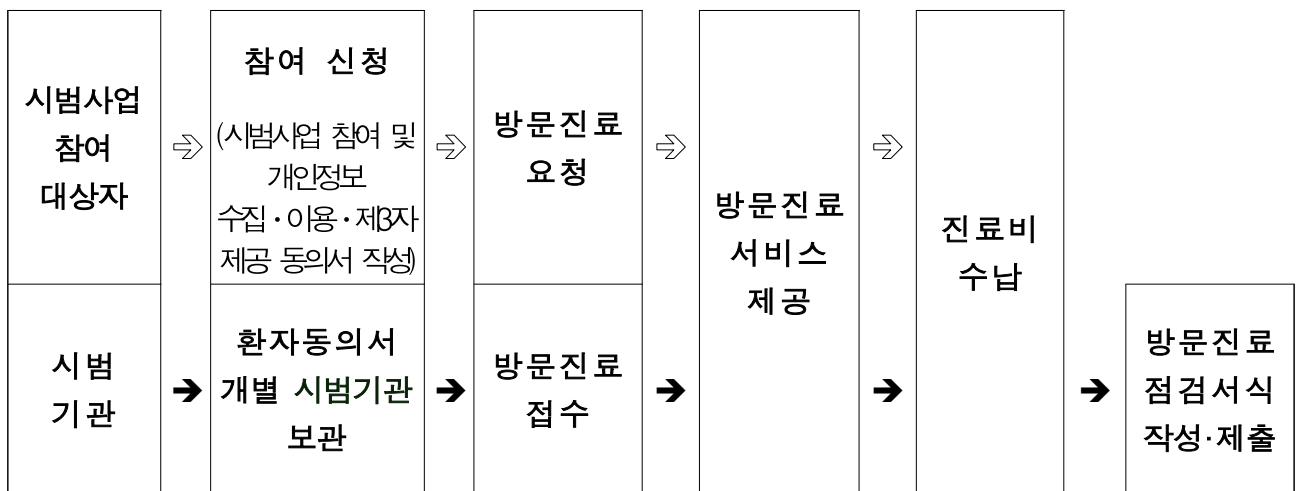 시범사업
참여
대상자
⇨
참여 신청
(시범사업 참여 및
개인정보
수집·이용·제3자
제공 동의서 작성)
⇨
방문진료
요청
⇨
방문진료
서비스
제공
⇨
진료비
수납
시범
기관
➔
환자동의서
개별 시범기관
보관
➔
방문진료
접수
➔
➔
➔
방문진료
점검서식
작성·제출